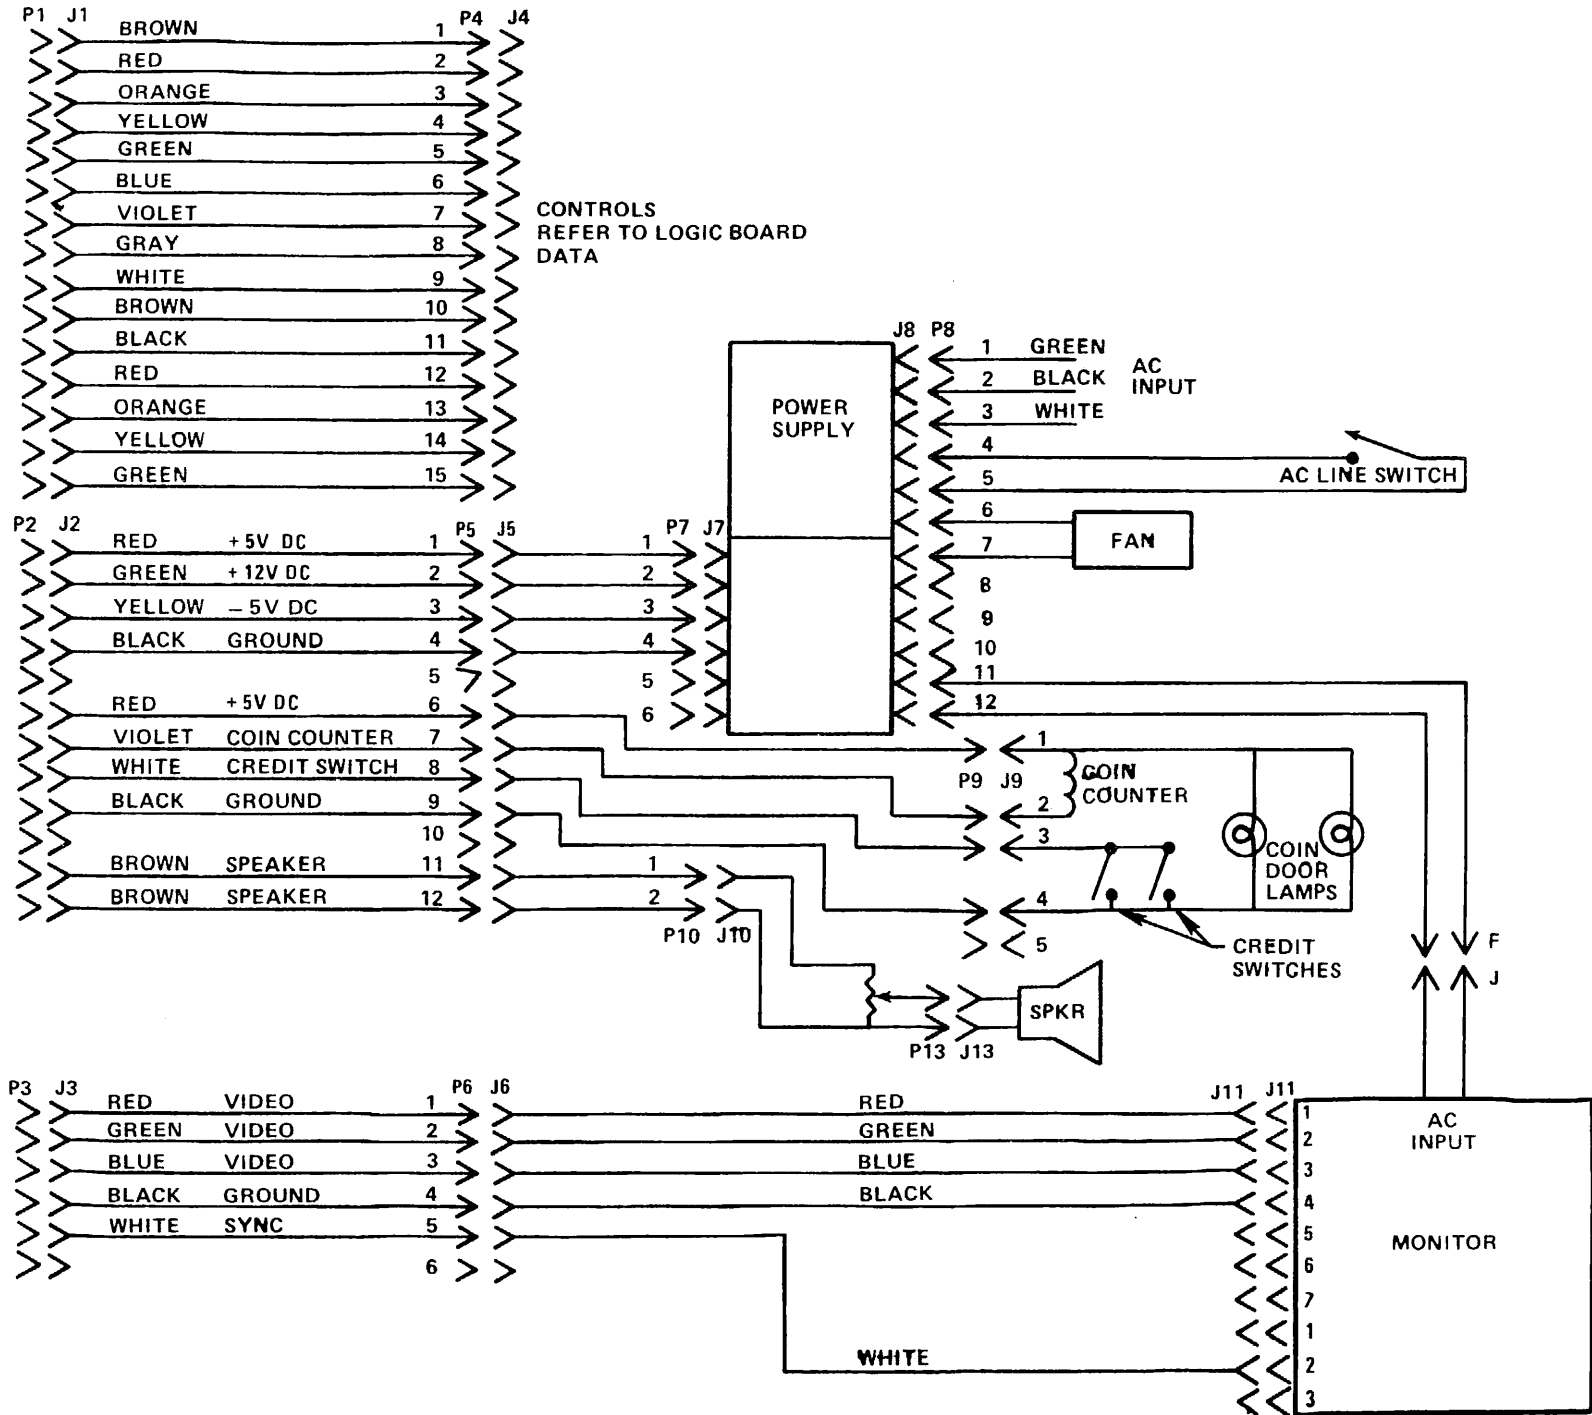 P1 J1 P4 J4
BROWN 1
RED 2
ORANGE 3
YELLOW 4
GREEN 5
BLUE 6
VIOLET 7
GRAY 8
WHITE 9
BROWN 10
BLACK 11
RED 12
ORANGE 13
YELLOW 14
GREEN 15
CONTROLS
REFER TO LOGIC BOARD
DATA
P2 J2 P5 J5 P7 J7
RED +5V DC 1 1
GREEN +12V DC 2 2
YELLOW –5V DC 3 3
BLACK GROUND 4 4
5 5
RED +5V DC 6 6
VIOLET COIN COUNTER 7
WHITE CREDIT SWITCH 8
BLACK GROUND 9
10
BROWN SPEAKER 11 1
BROWN SPEAKER 12 2
P10 J10
POWER
SUPPLY
J8 P8
1 GREEN
2 BLACK
3 WHITE
AC
INPUT
4
AC LINE SWITCH
5
6
7
FAN
8
9
10
11
12
P9 J9
1
COIN
COUNTER
2
3
4
5
COIN
DOOR
LAMPS
CREDIT
SWITCHES
F
J
SPKR
P13 J13
P3 J3 P6 J6 J11 J11
RED VIDEO 1 RED 1
GREEN VIDEO 2 GREEN 2
BLUE VIDEO 3 BLUE 3
BLACK GROUND 4 BLACK 4
WHITE SYNC 5 5
6 6
7
1
WHITE 2
3
AC
INPUT
MONITOR